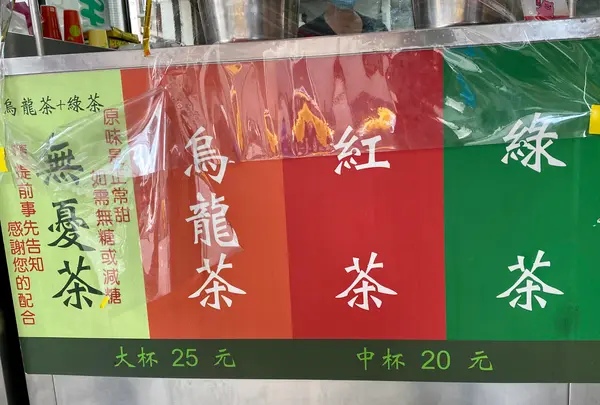 烏龍茶+綠茶
無憂茶
原味是正常甜
如需無糖或減糖
前事先告知
感謝您的配合
烏龍茶
紅茶
綠茶
大杯 25 元
中杯 20 元